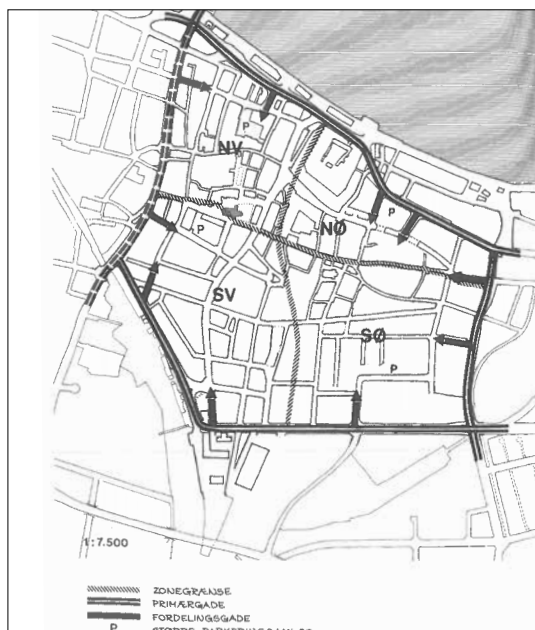 P
NV
P
NØ
P
SV
SØ
P
1:7.500
ZONEGRÆNSE
PRIMÆRGADE
FORDELINGSGADE
P